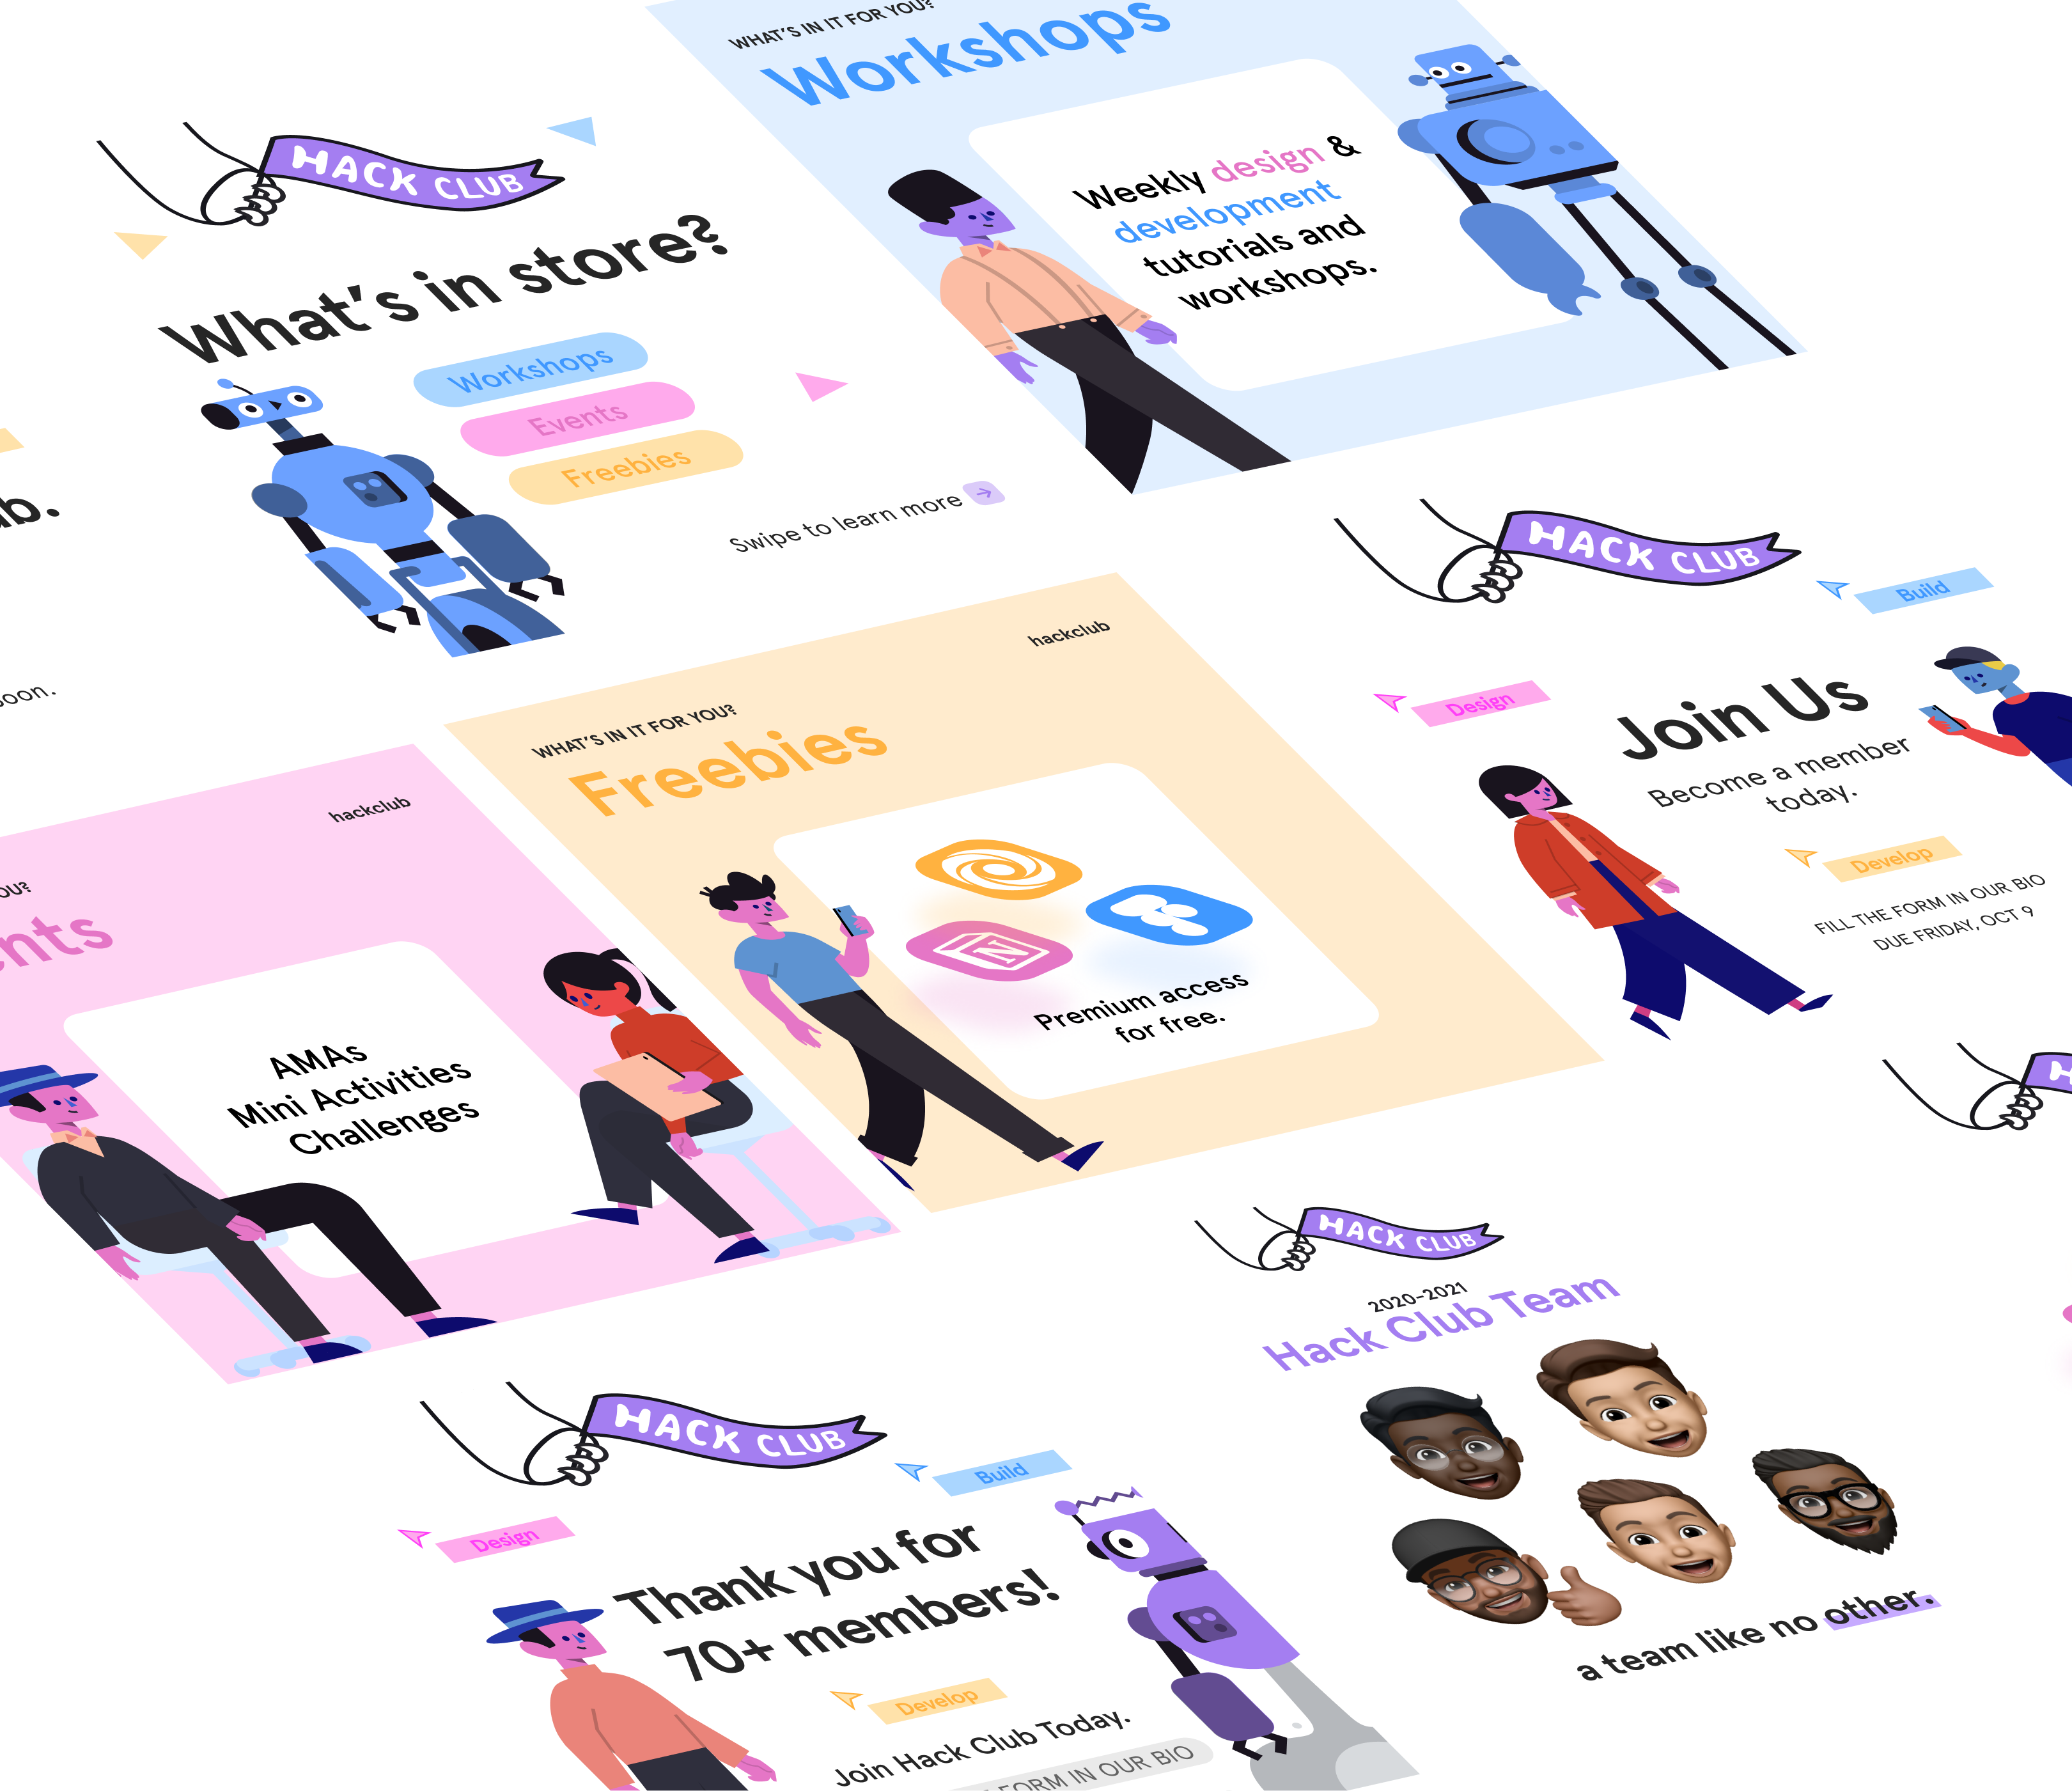 WHAT'S IN IT FOR YOU?
Workshops
Weekly design &
development
tutorials and
workshops.
HACK CLUB
What's in store?
Workshops
Events
Freebies
Swipe to learn more
HACK CLUB
Build
Design
Join Us
Become a member
today.
Develop
FILL THE FORM IN OUR BIO
DUE FRIDAY, OCT 9
hackclub
WHAT'S IN IT FOR YOU?
Freebies
N
Premium access
for free.
hackclub
AMAs
Mini Activities
Challenges
HACK CLUB
2020-2021
Hack Club Team
a team like no other.
HACK CLUB
Build
Design
Thank you for
70+ members!
Develop
Join Hack Club Today.
FORM IN OUR BIO